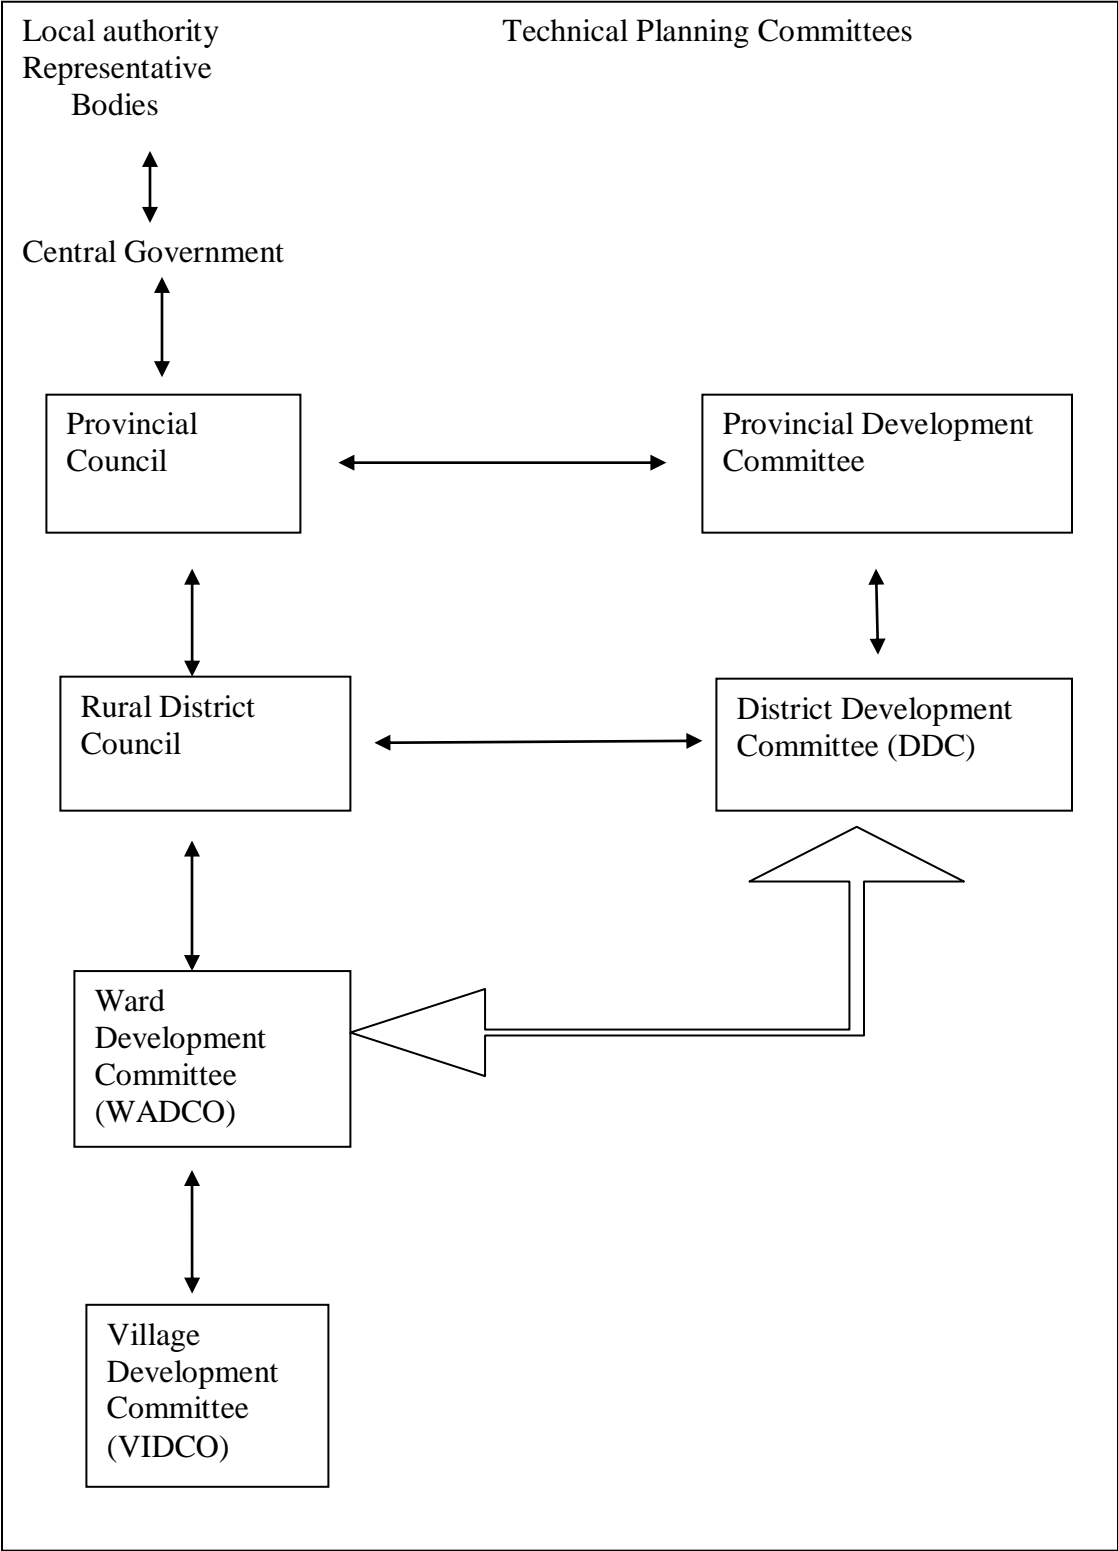 Local authority
Representative
Bodies
Technical Planning Committees
Central Government
Provincial
Council
Provincial Development
Committee
Rural District
Council
District Development
Committee (DDC)
Ward
Development
Committee
(WADCO)
Village
Development
Committee
(VIDCO)